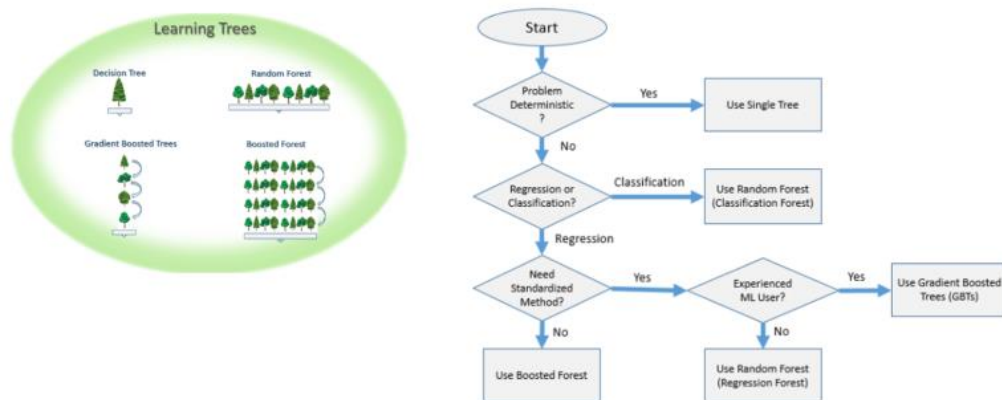 Learning Trees
Decision Tree
Random Forest
Gradient Boosted Trees
Boosted Forest
Start
Problem
Deterministic
?
Yes
Use Single Tree
No
Regression or
Classification?
Classification
Use Random Forest
(Classification Forest)
Regression
Need
Standardized
Method?
Yes
Experienced
ML User?
Yes
Use Gradient Boosted
Trees (GBTs)
No
No
Use Boosted Forest
Use Random Forest
(Regression Forest)